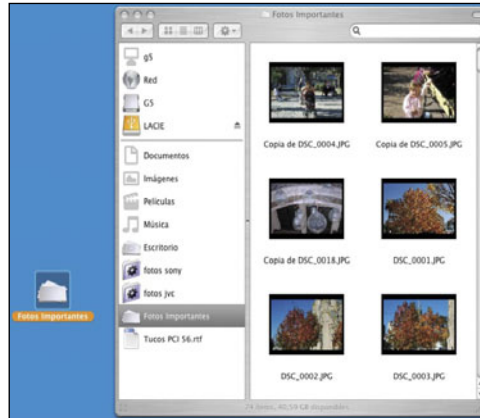 Fotos Importantes
g5
Red
G5
LACIE
Documentos
Imágenes
Películas
Música
Escritorio
fotos sony
fotos jvc
Fotos Importantes
Tucos PCI 56.rtf
Copia de DSC_0004.JPG
Copia de DSC_0005.JPG
Copia de DSC_0018.JPG
DSC_0001.JPG
DSC_0002.JPG
DSC_0003.JPG
Fotos Importantes